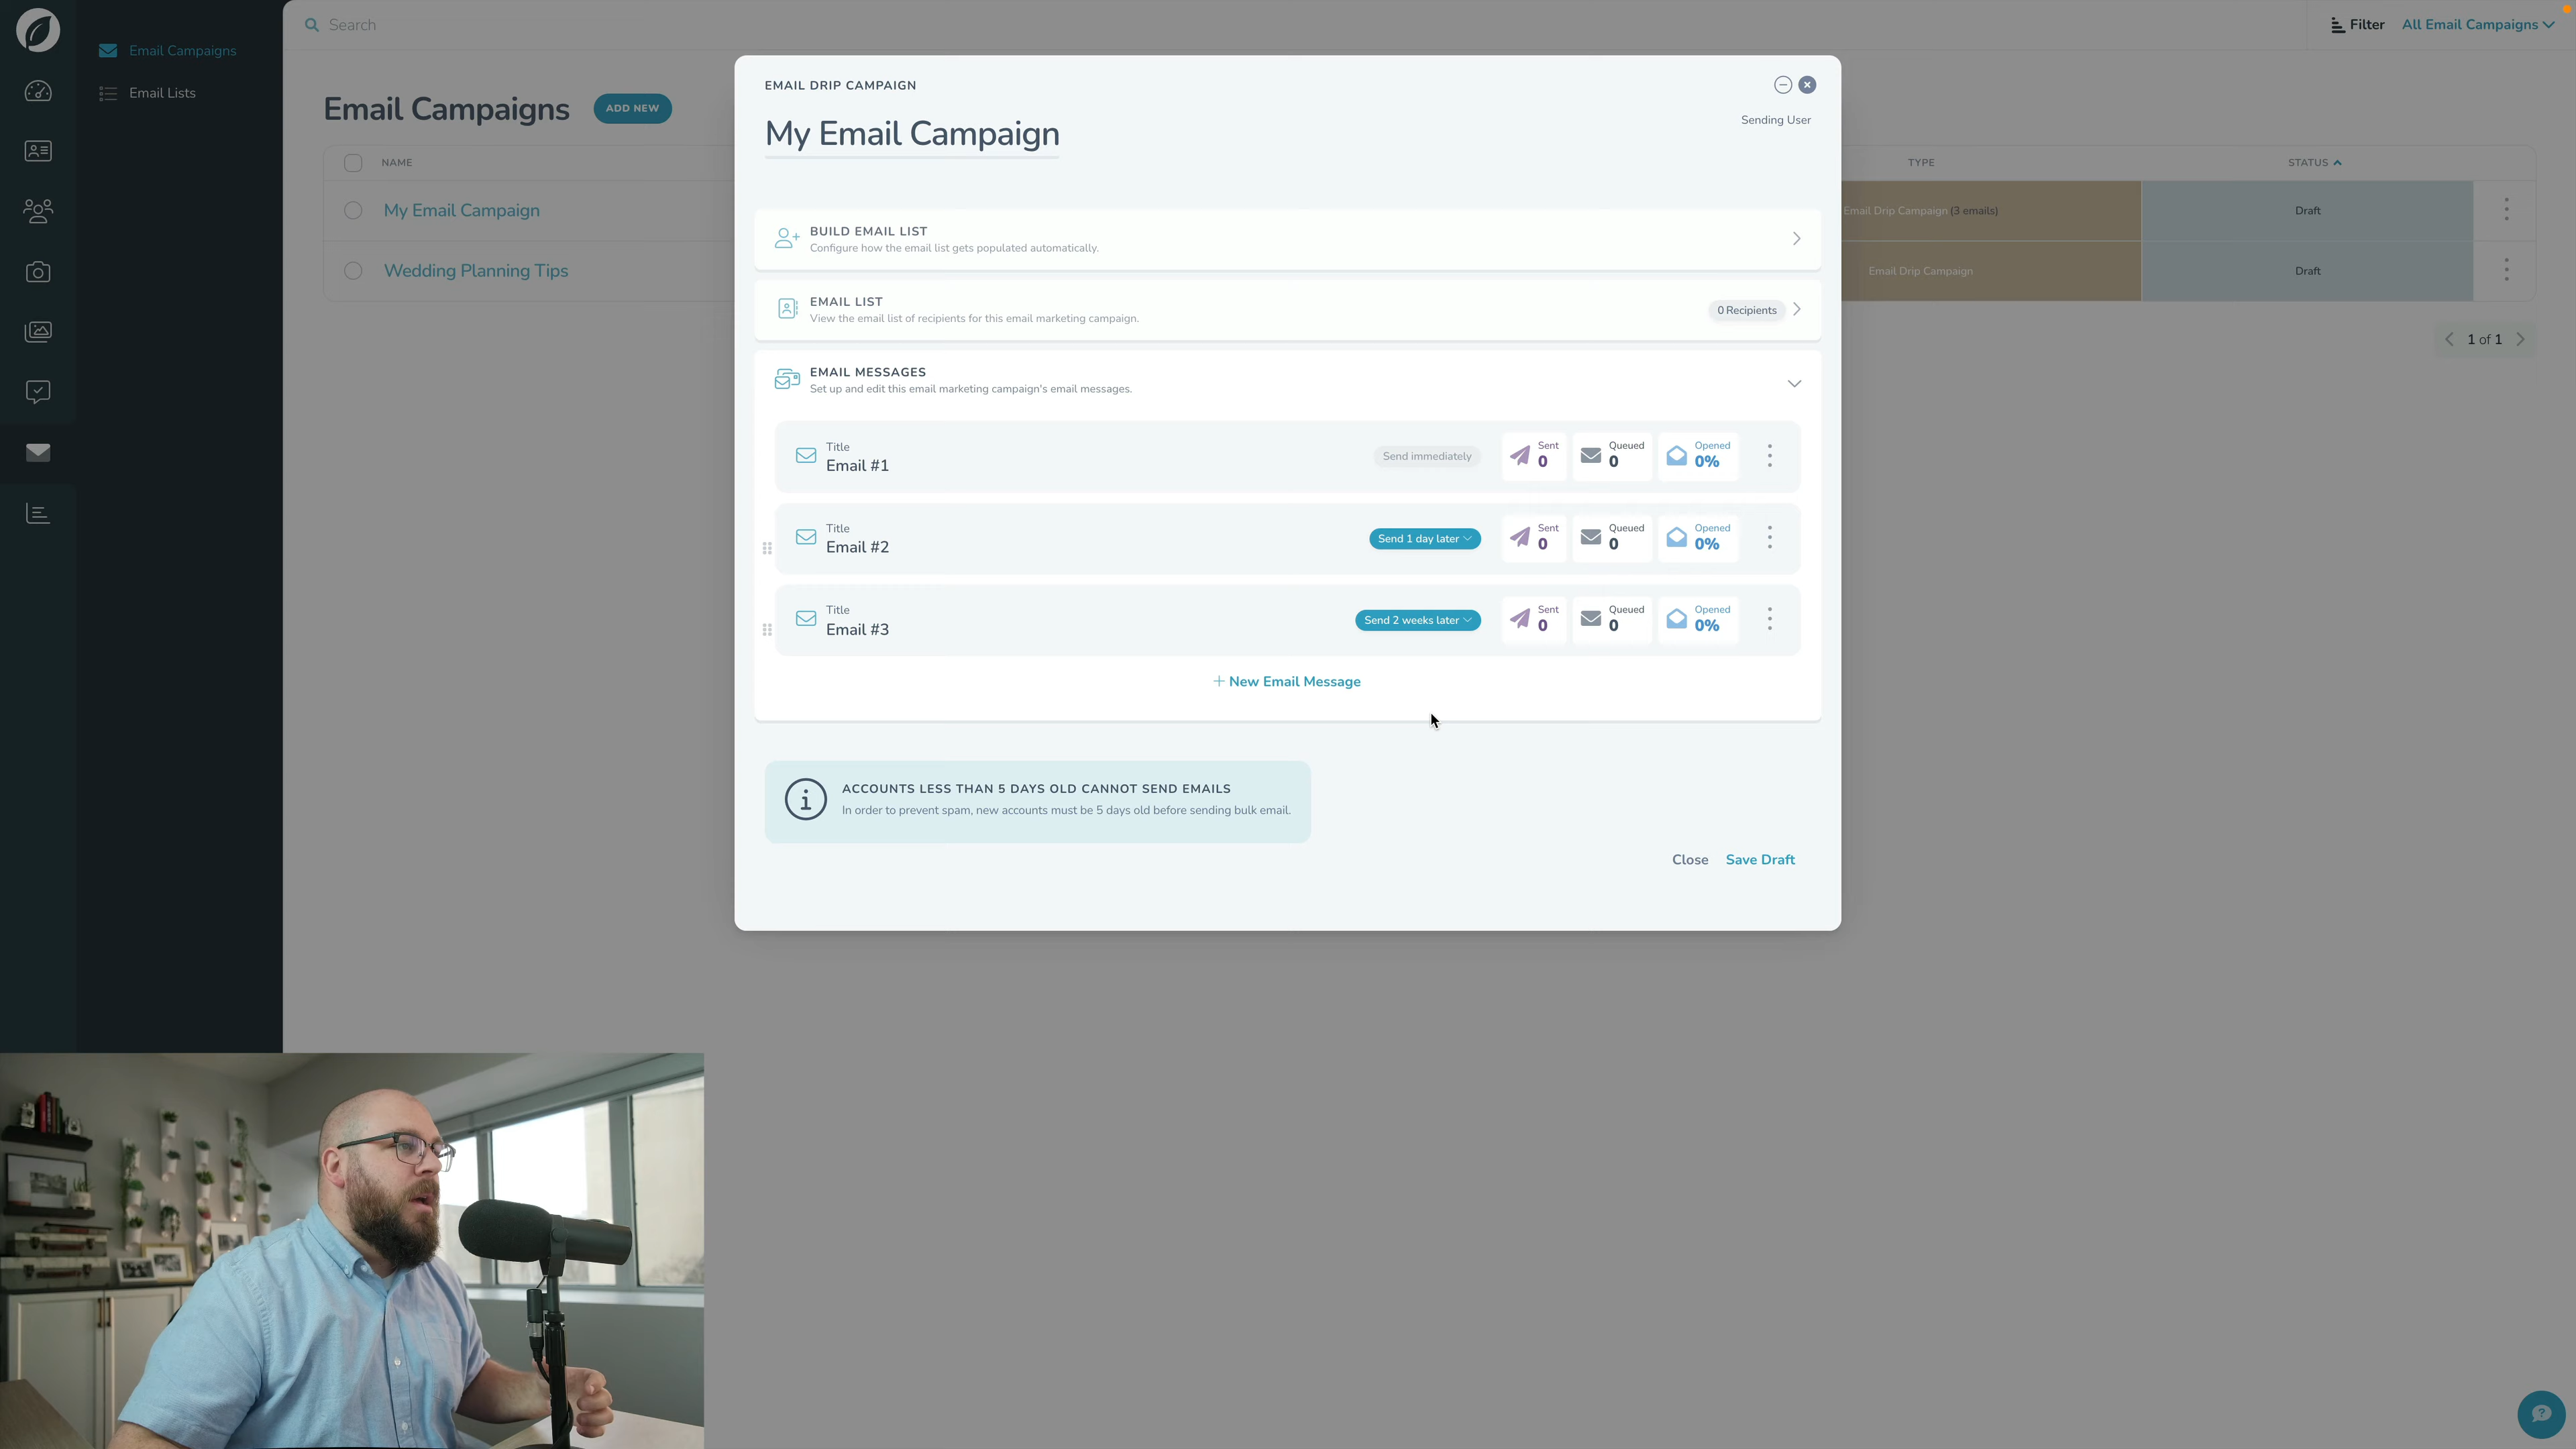 Search
Filter All Email Campaigns
Email Campaigns
Email Lists
Email Campaigns ADD NEW
NAME TYPE STATUS
My Email Campaign Email Drip Campaign (3 emails) Draft
Wedding Planning Tips Email Drip Campaign Draft
1 of 1
EMAIL DRIP CAMPAIGN
My Email Campaign
Sending User
BUILD EMAIL LIST
Configure how the email list gets populated automatically.
EMAIL LIST
View the email list of recipients for this email marketing campaign.
0 Recipients
EMAIL MESSAGES
Set up and edit this email marketing campaign's email messages.
Title
Email #1
Send immediately
Sent
0
Queued
0
Opened
0%
Title
Email #2
Send 1 day later
Sent
0
Queued
0
Opened
0%
Title
Email #3
Send 2 weeks later
Sent
0
Queued
0
Opened
0%
+ New Email Message
ACCOUNTS LESS THAN 5 DAYS OLD CANNOT SEND EMAILS
In order to prevent spam, new accounts must be 5 days old before sending bulk email.
Close Save Draft